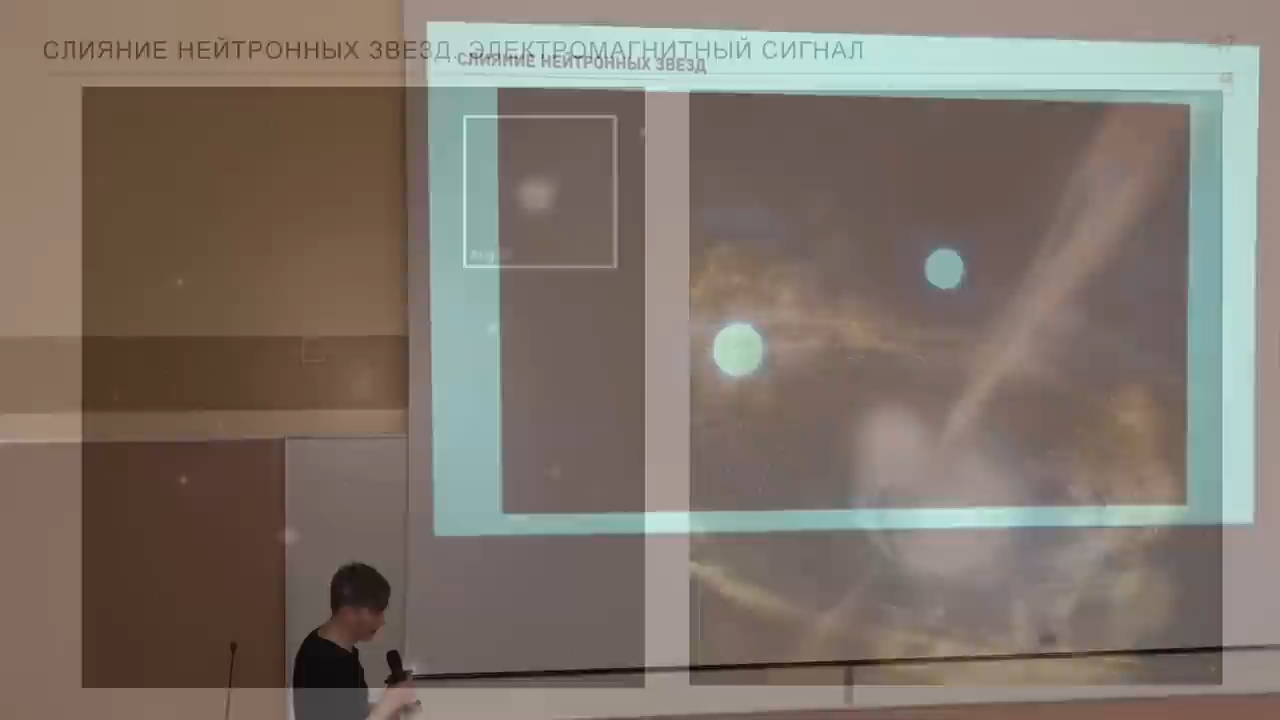 СЛИЯНИЕ НЕЙТРОННЫХ ЗВЕЗД. ЭЛЕКТРОМАГНИТНЫЙ СИГНАЛ
СЛИЯНИЕ НЕЙТРОННЫХ ЗВЕЗД